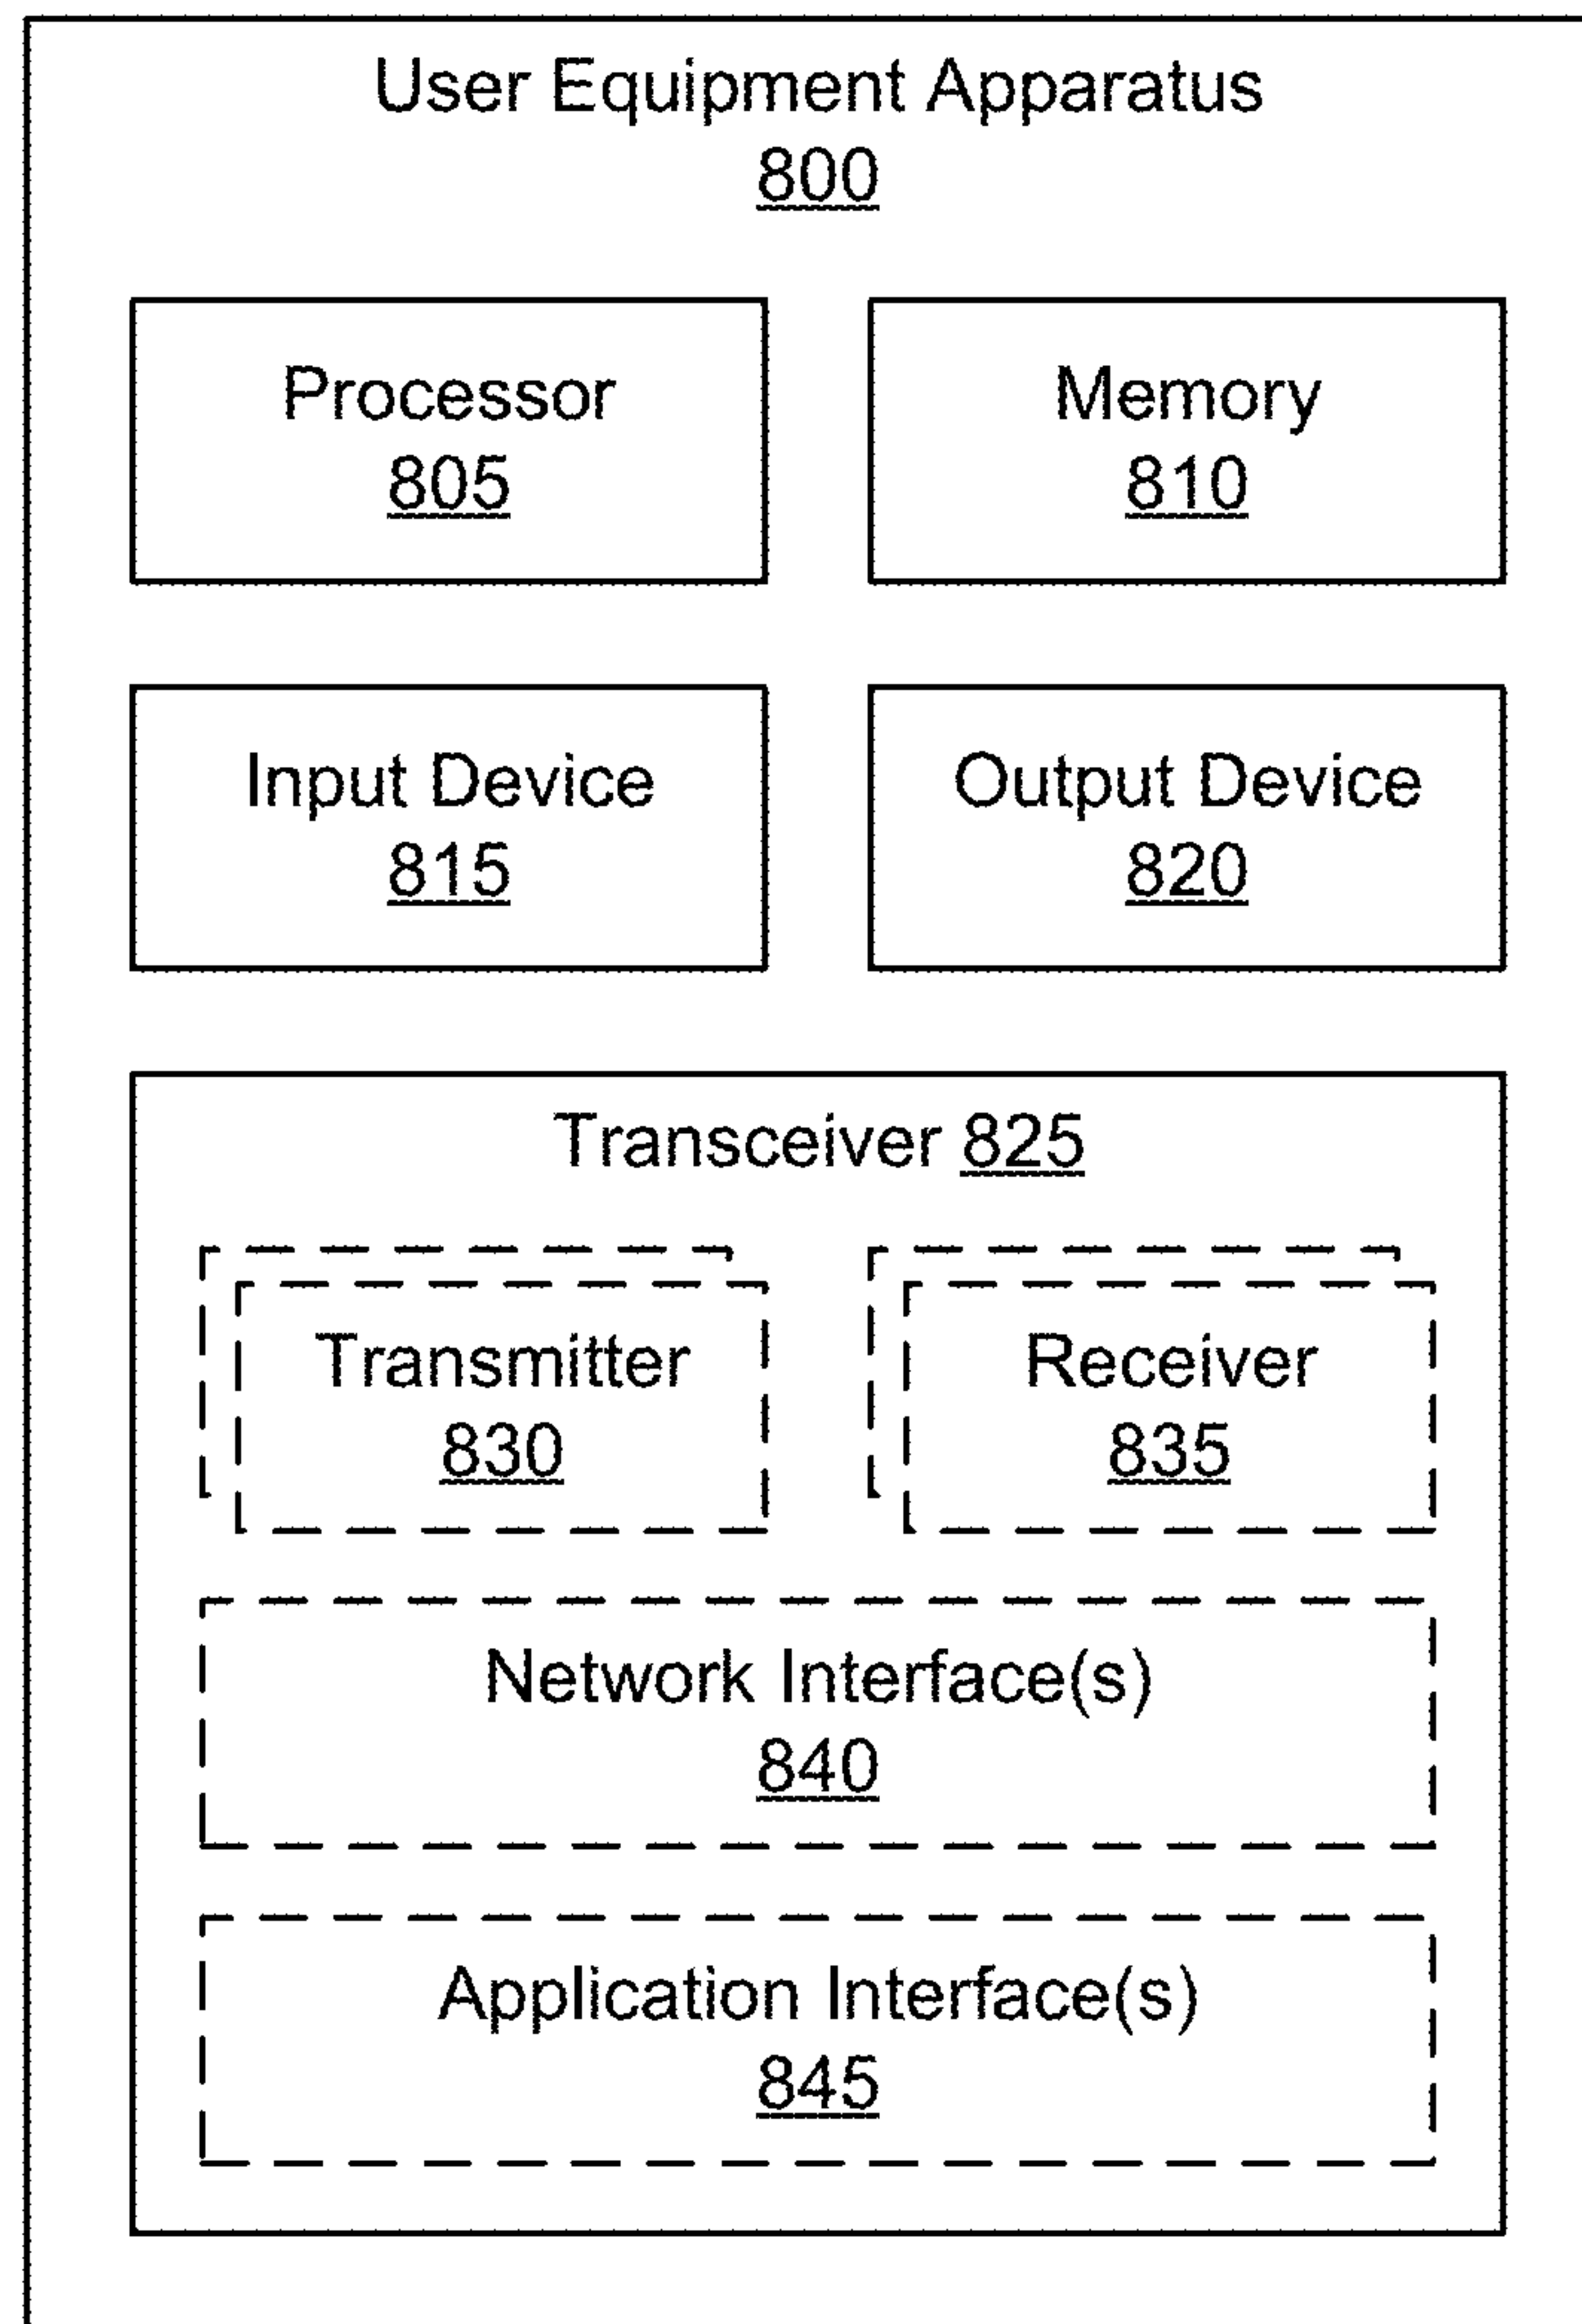 User Equipment Apparatus
800
Processor
805
Memory
810
Input Device
815
Output Device
820
Transceiver 825
Transmitter
830
Receiver
835
Network Interface(s)
840
Application Interface(s)
845